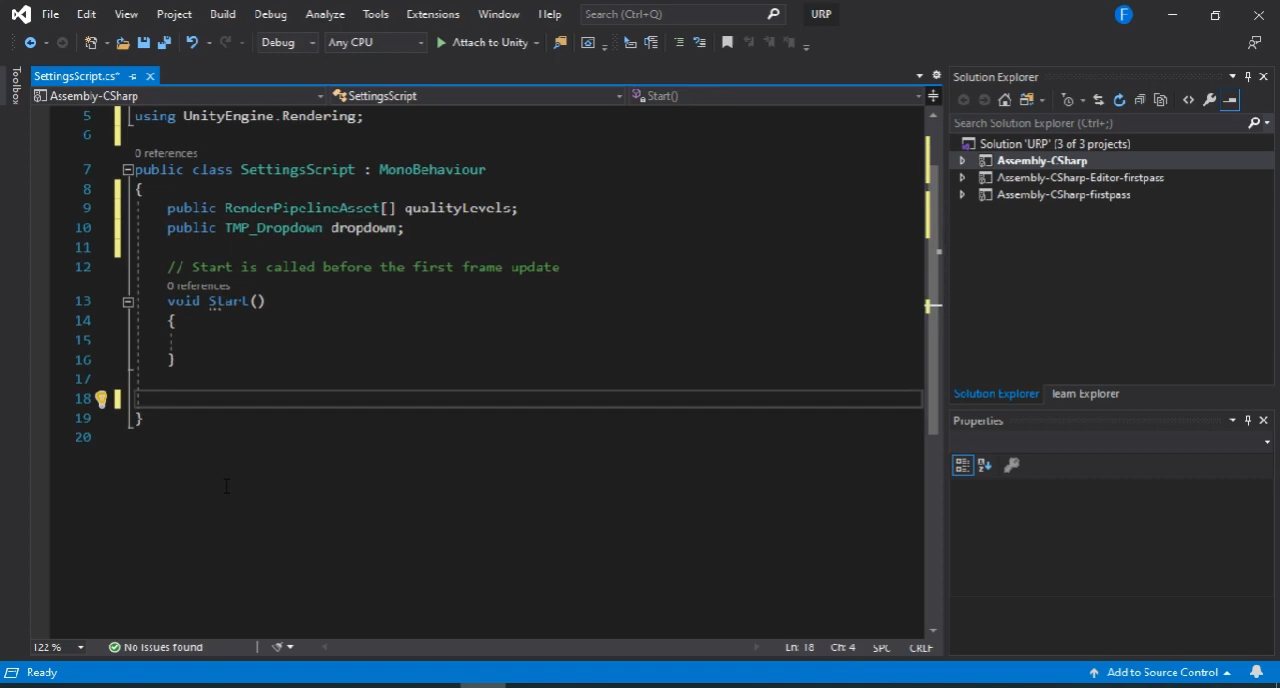 File Edit View Project Build Debug Analyze Tools Extensions Window Help Search (Ctrl+Q) URP F
Debug Any CPU Attach to Unity
Toolbox
SettingsScript.cs*
Assembly-CSharp SettingsScript Start()
5 using UnityEngine.Rendering;
6
0 references
7 public class SettingsScript : MonoBehaviour
8 {
9 public RenderPipelineAsset[] qualityLevels;
10 public TMP_Dropdown dropdown;
11
12 // Start is called before the first frame update
0 references
13 void Start()
14 {
15
16 }
17
18
19 }
20
122 % No issues found Ln: 18 Ch: 4 SPC CRLF
Solution Explorer
Search Solution Explorer (Ctrl+;)
Solution 'URP' (3 of 3 projects)
Assembly-CSharp
Assembly-CSharp-Editor-firstpass
Assembly-CSharp-firstpass
Solution Explorer Team Explorer
Properties
Ready Add to Source Control